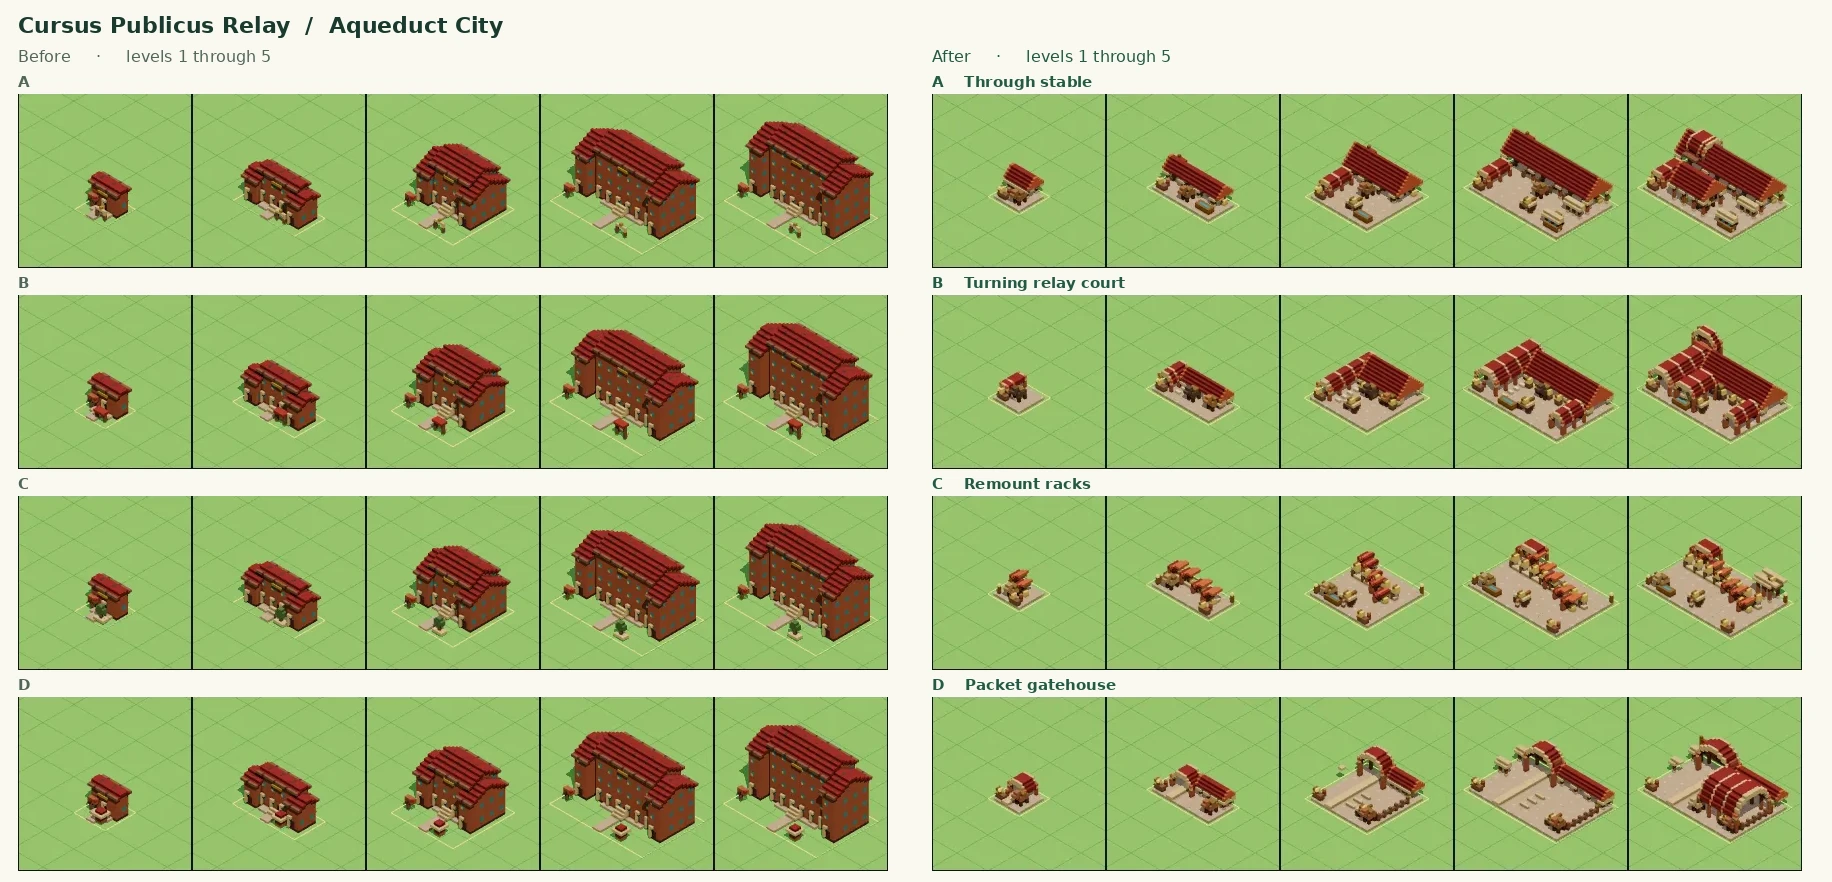 Cursus Publicus Relay / Aqueduct City
Before · levels 1 through 5
After · levels 1 through 5
A
A Through stable
B
B Turning relay court
C
C Remount racks
D
D Packet gatehouse